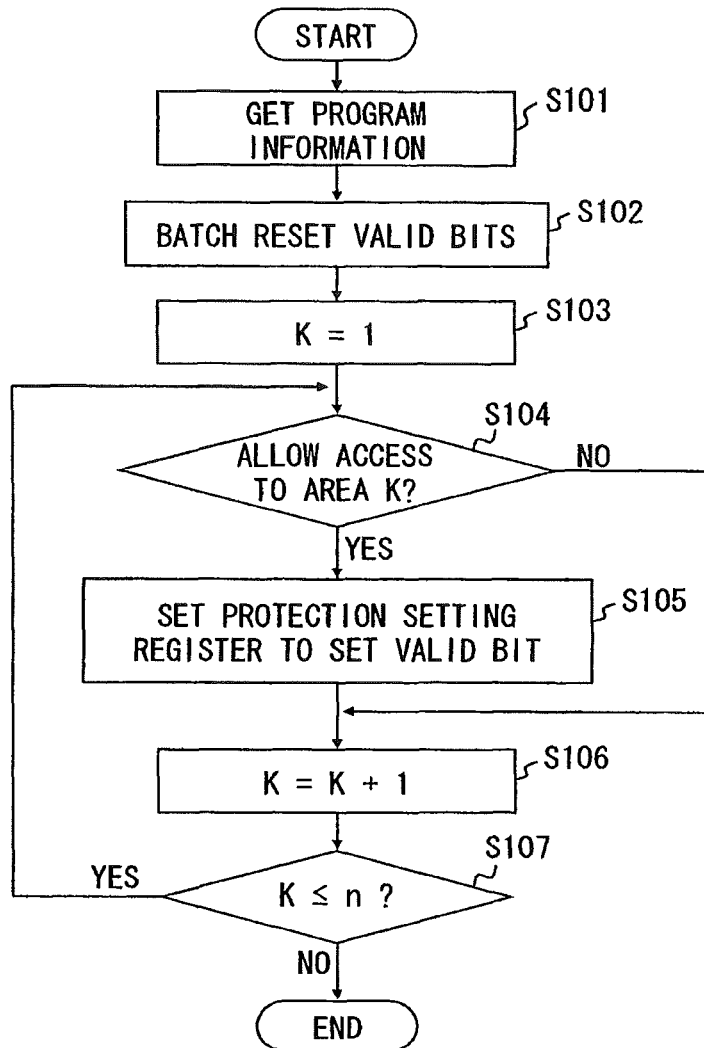 START
GET PROGRAM
INFORMATION
S101
BATCH RESET VALID BITS
S102
K = 1
S103
ALLOW ACCESS
TO AREA K?
S104
NO
YES
SET PROTECTION SETTING
REGISTER TO SET VALID BIT
S105
K = K + 1
S106
K ≤ n ?
S107
YES
NO
END